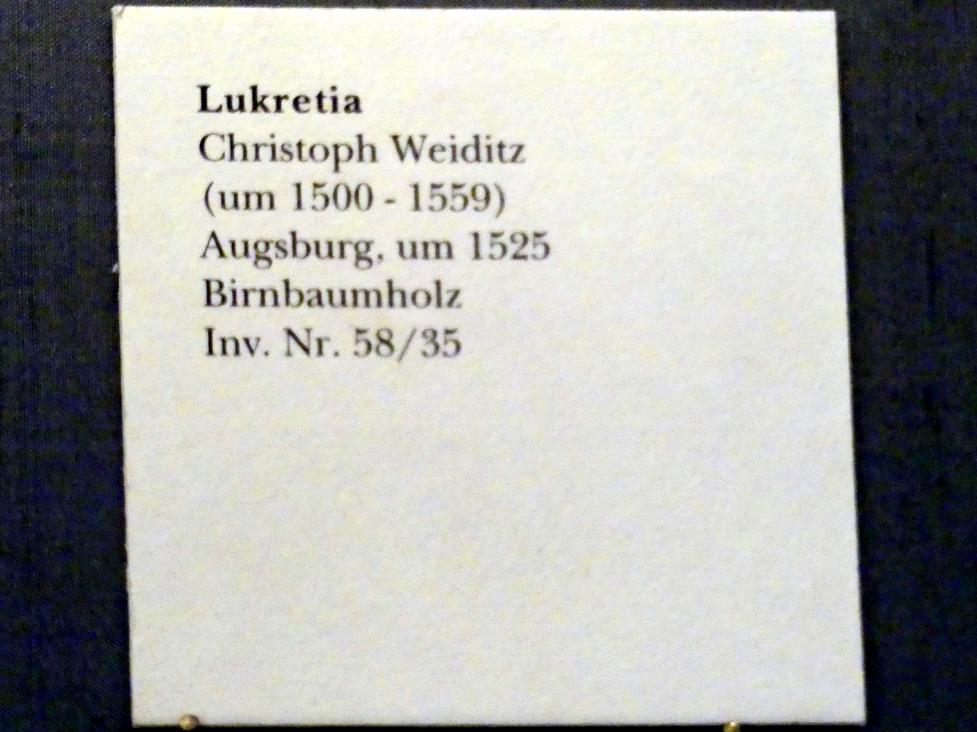 Lukretia
Christoph Weiditz
(um 1500 - 1559)
Augsburg, um 1525
Birnbaumholz
Inv. Nr. 58/35